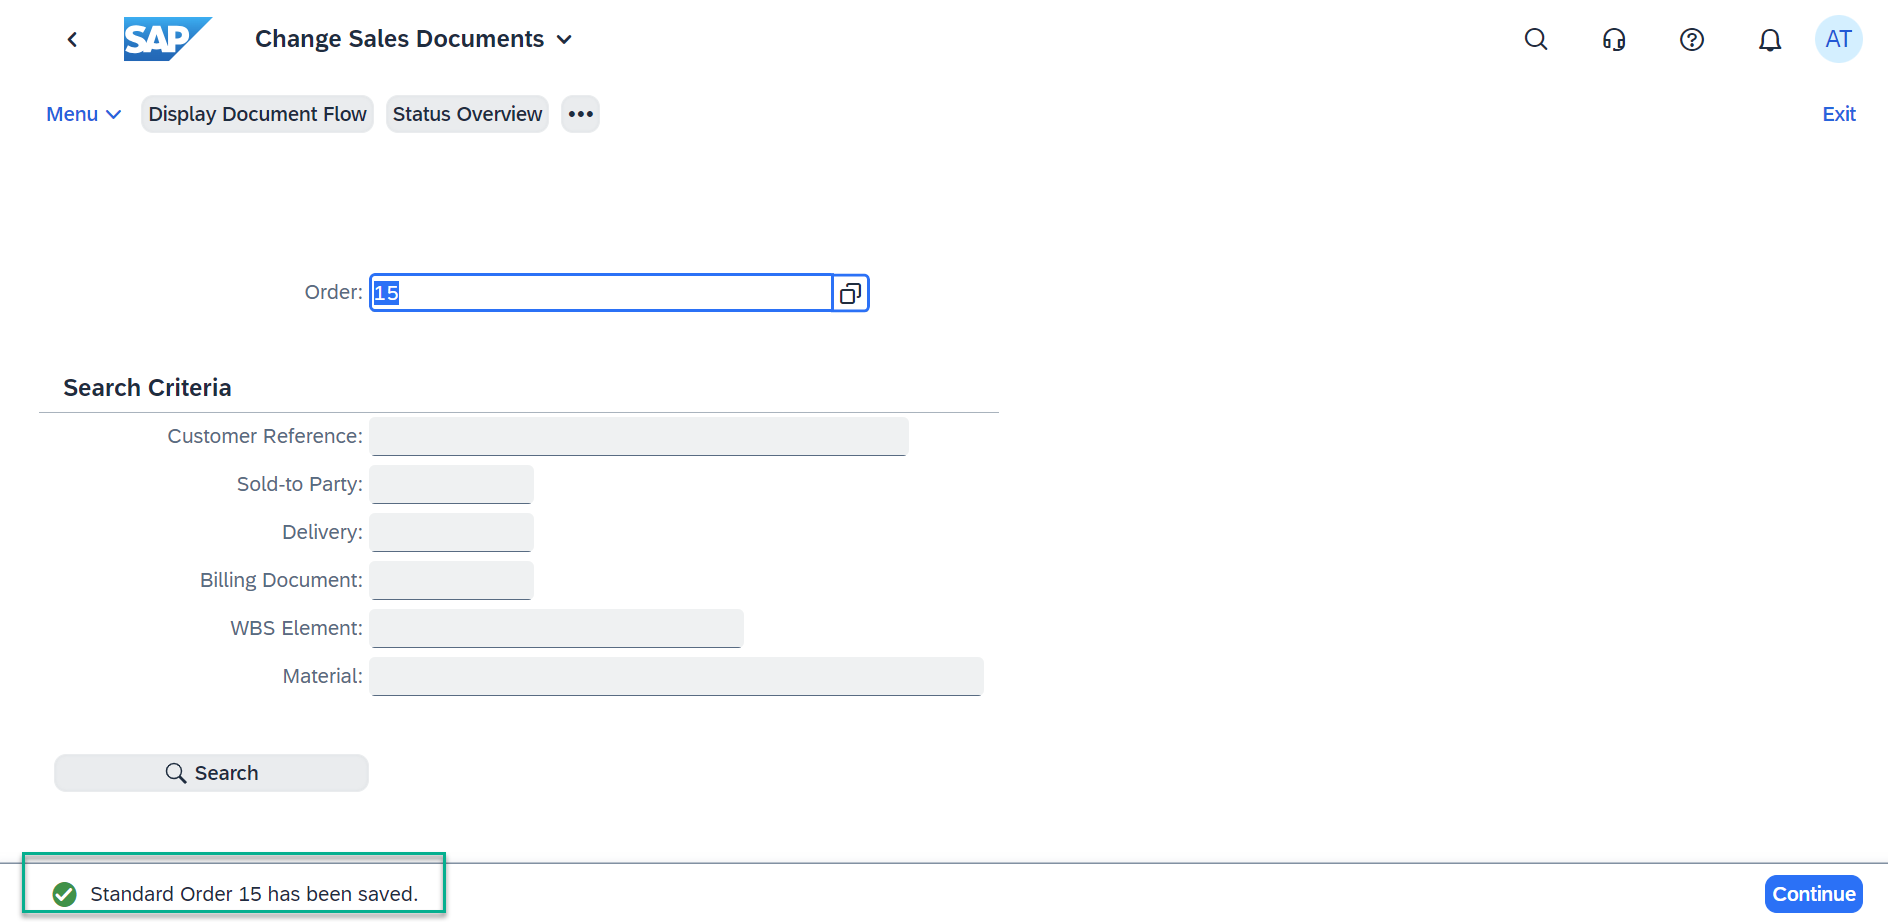 SAP
Change Sales Documents
AT
Menu
Display Document Flow
Status Overview
Exit
Order:
15
Search Criteria
Customer Reference:
Sold-to Party:
Delivery:
Billing Document:
WBS Element:
Material:
Search
Standard Order 15 has been saved.
Continue